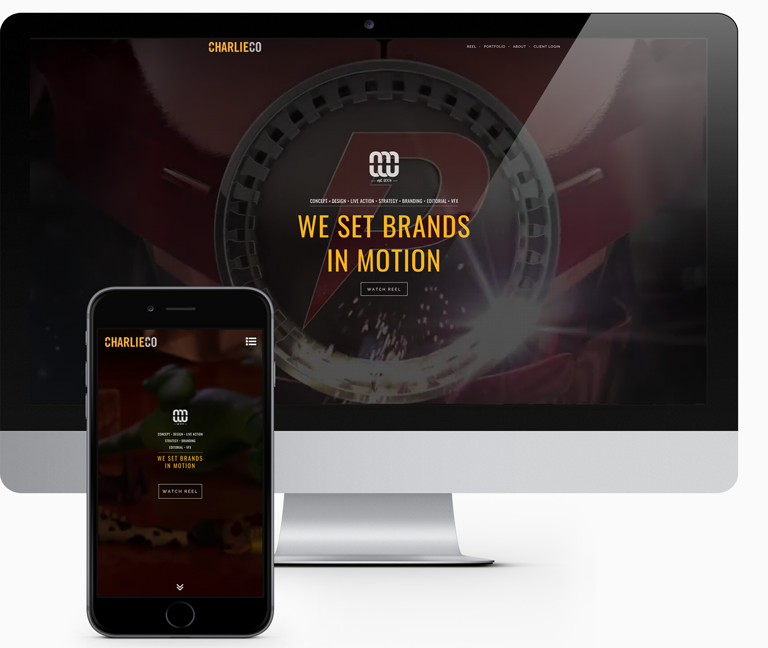 CHARLIECO
REEL • PORTFOLIO • ABOUT • CLIENT LOGIN
CONCEPT • DESIGN • LIVE ACTION • STRATEGY • BRANDING • EDITORIAL • VFX
WE SET BRANDS
IN MOTION
WATCH REEL
CHARLIECO
CONCEPT • DESIGN • LIVE ACTION
STRATEGY • BRANDING
EDITORIAL • VFX
WE SET BRANDS
IN MOTION
WATCH REEL